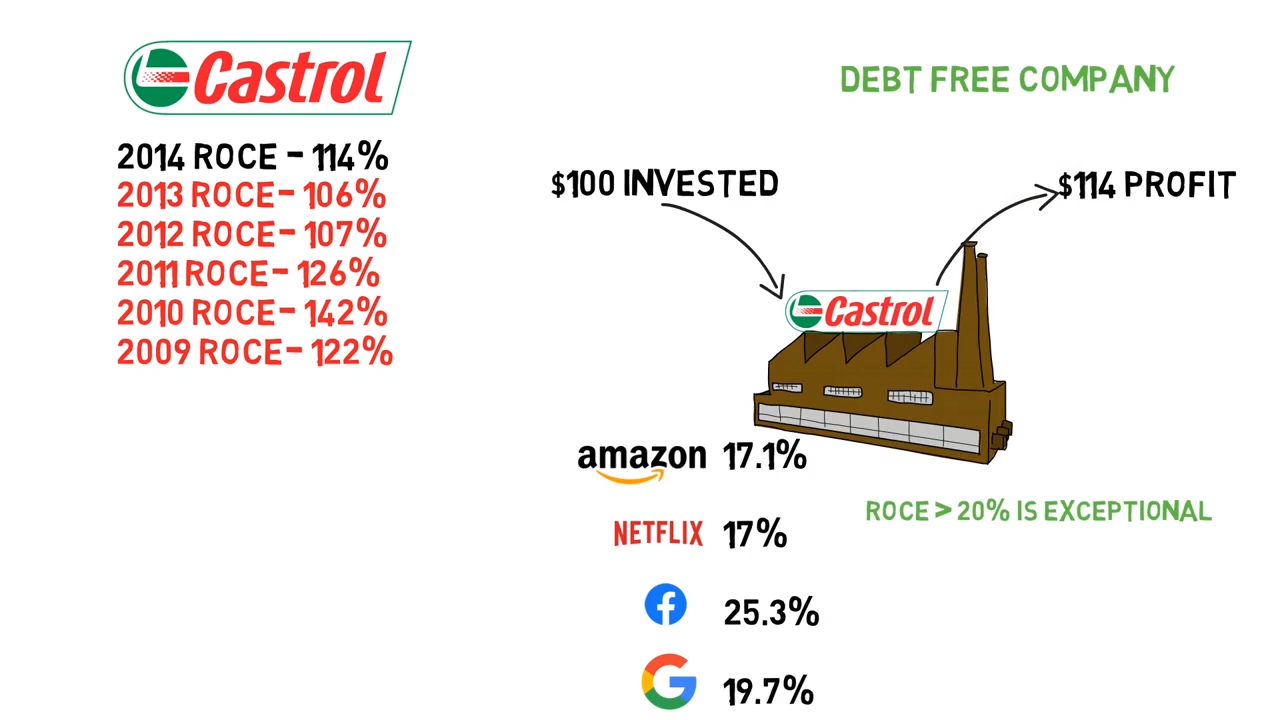 Castrol
2014 ROCE - 114%
2013 ROCE- 106%
2012 ROCE- 107%
2011 ROCE- 126%
2010 ROCE- 142%
2009 ROCE- 122%
DEBT FREE COMPANY
$100 INVESTED
$114 PROFIT
Castrol
amazon 17.1%
NETFLIX 17%
f 25.3%
G 19.7%
ROCE > 20% IS EXCEPTIONAL